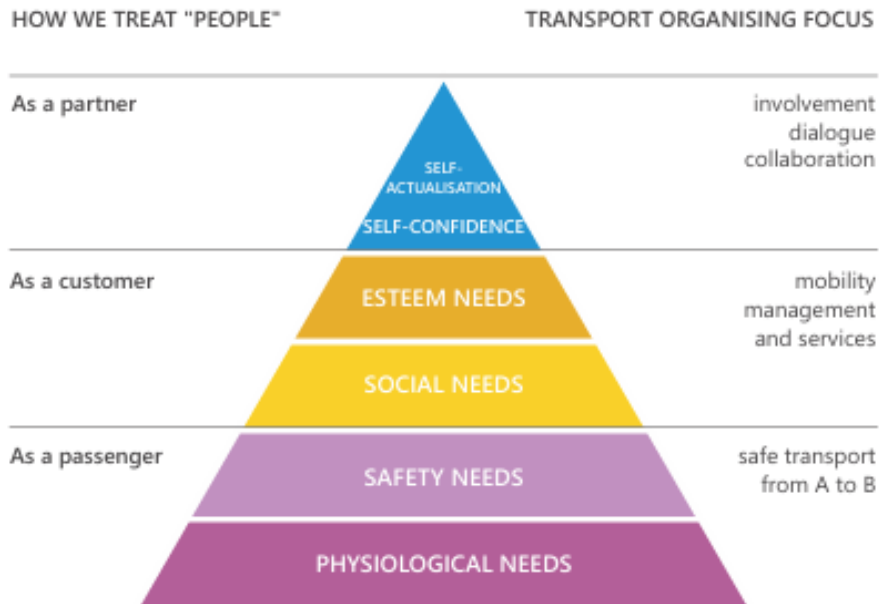 HOW WE TREAT "PEOPLE"
TRANSPORT ORGANISING FOCUS
As a partner
involvement
dialogue
collaboration
SELF-
ACTUALISATION
SELF-CONFIDENCE
As a customer
mobility
management
and services
ESTEEM NEEDS
SOCIAL NEEDS
As a passenger
safe transport
from A to B
SAFETY NEEDS
PHYSIOLOGICAL NEEDS